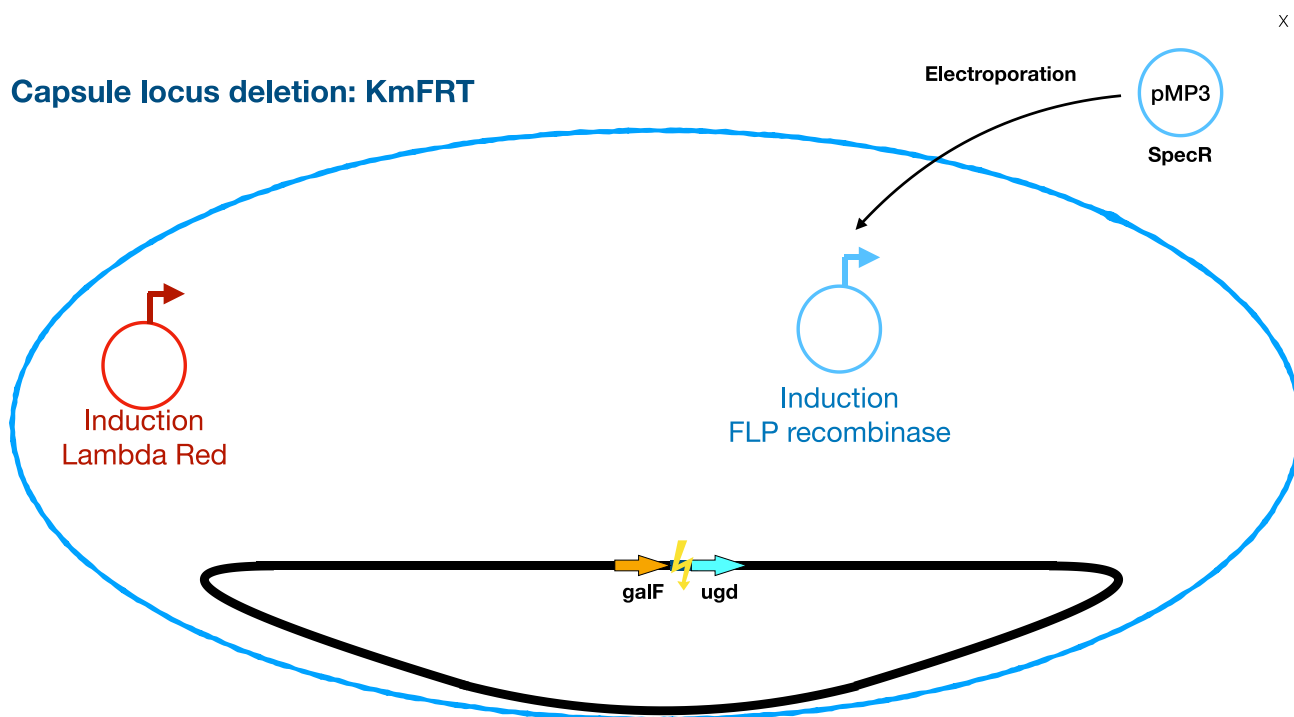 X
Capsule locus deletion: KmFRT
Electroporation
pMP3
SpecR
Induction
Lambda Red
Induction
FLP recombinase
galF
ugd